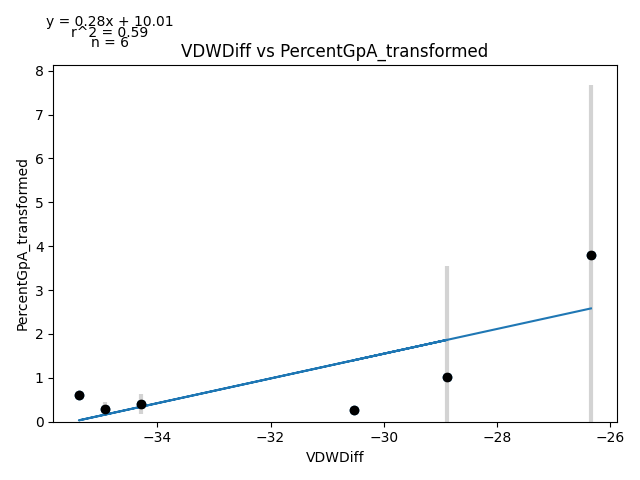 y = 0.28x + 10.01
r^2 = 0.59
n = 6
VDWDiff vs PercentGpA_transformed
8
7
6
5
4
3
2
1
0
PercentGpA_transformed
−34
−32
−30
−28
−26
VDWDiff